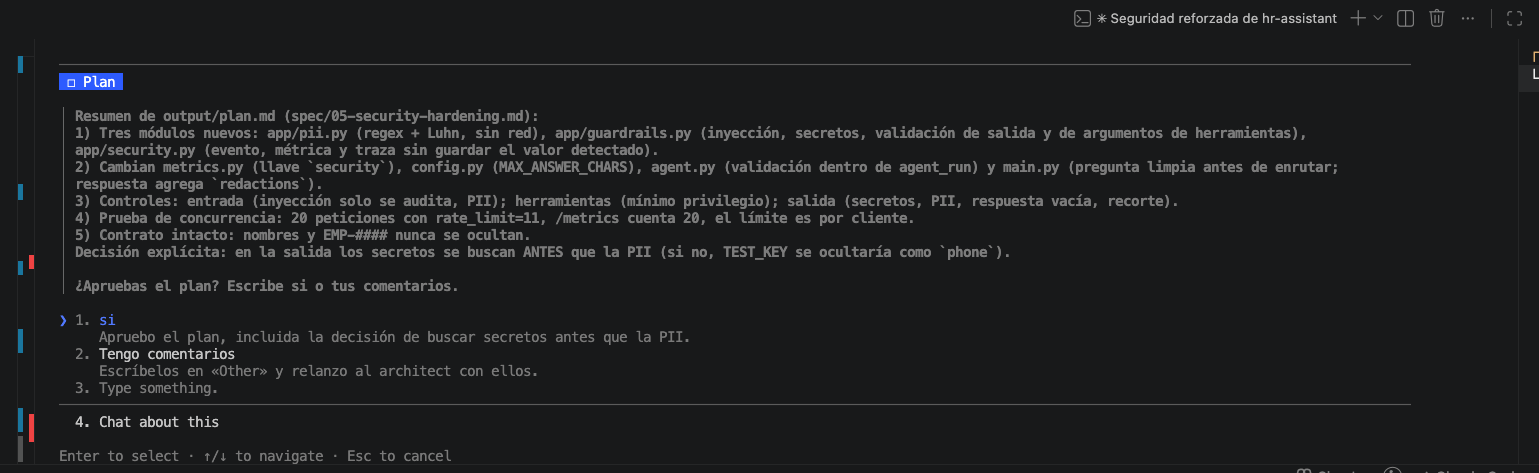 ✳ Seguridad reforzada de hr-assistant
□ Plan
Resumen de output/plan.md (spec/05-security-hardening.md):
1) Tres módulos nuevos: app/pii.py (regex + Luhn, sin red), app/guardrails.py (inyección, secretos, validación de salida y de argumentos de herramientas),
app/security.py (evento, métrica y traza sin guardar el valor detectado).
2) Cambian metrics.py (llave `security`), config.py (MAX_ANSWER_CHARS), agent.py (validación dentro de agent_run) y main.py (pregunta limpia antes de enrutar;
respuesta agrega `redactions`).
3) Controles: entrada (inyección solo se audita, PII); herramientas (mínimo privilegio); salida (secretos, PII, respuesta vacía, recorte).
4) Prueba de concurrencia: 20 peticiones con rate_limit=11, /metrics cuenta 20, el límite es por cliente.
5) Contrato intacto: nombres y EMP-#### nunca se ocultan.
Decisión explícita: en la salida los secretos se buscan ANTES que la PII (si no, TEST_KEY se ocultaría como `phone`).
¿Apruebas el plan? Escribe si o tus comentarios.
❯ 1. si
Apruebo el plan, incluida la decisión de buscar secretos antes que la PII.
2. Tengo comentarios
Escríbelos en «Other» y relanzo al architect con ellos.
3. Type something.
4. Chat about this
Enter to select · ↑/↓ to navigate · Esc to cancel